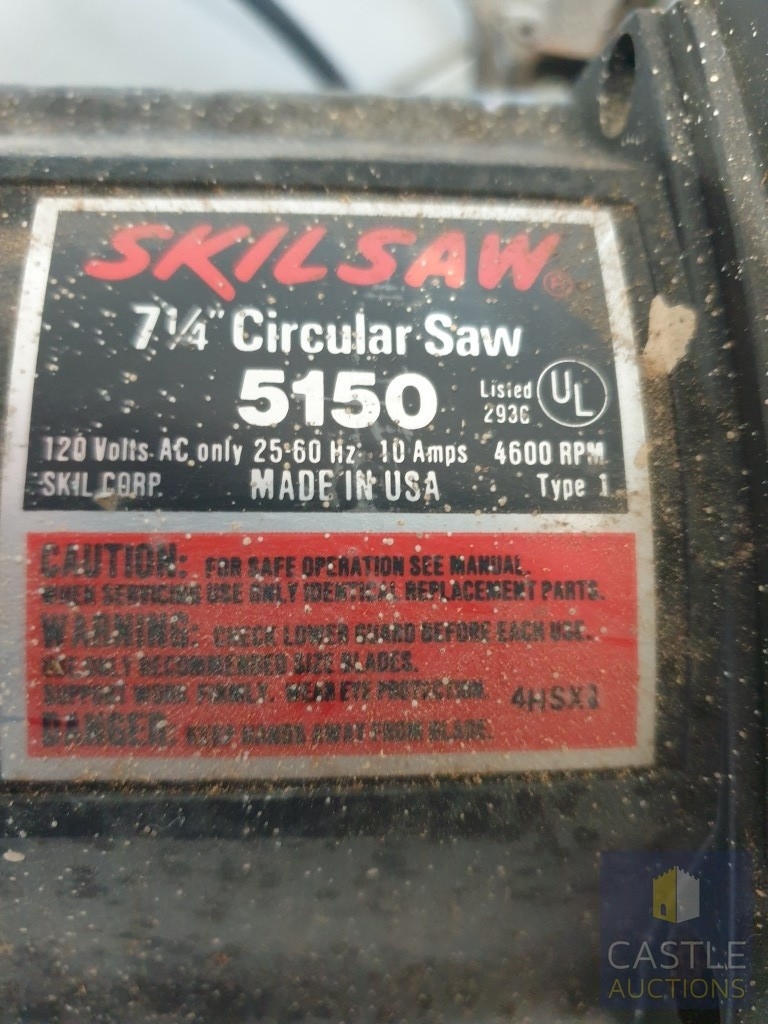 SKILSAW®
7 1/4" Circular Saw
5150
Listed
293C
UL
120 Volts AC only 25-60 Hz 10 Amps 4600 RPM
SKIL CORP. MADE IN USA Type 1
CAUTION: FOR SAFE OPERATION SEE MANUAL.
WHEN SERVICING USE ONLY IDENTICAL REPLACEMENT PARTS.
WARNING: CHECK LOWER GUARD BEFORE EACH USE.
USE ONLY RECOMMENDED SIZE BLADES.
SUPPORT WORK FIRMLY. WEAR EYE PROTECTION.
DANGER: KEEP HANDS AWAY FROM BLADE.
CASTLE
AUCTIONS